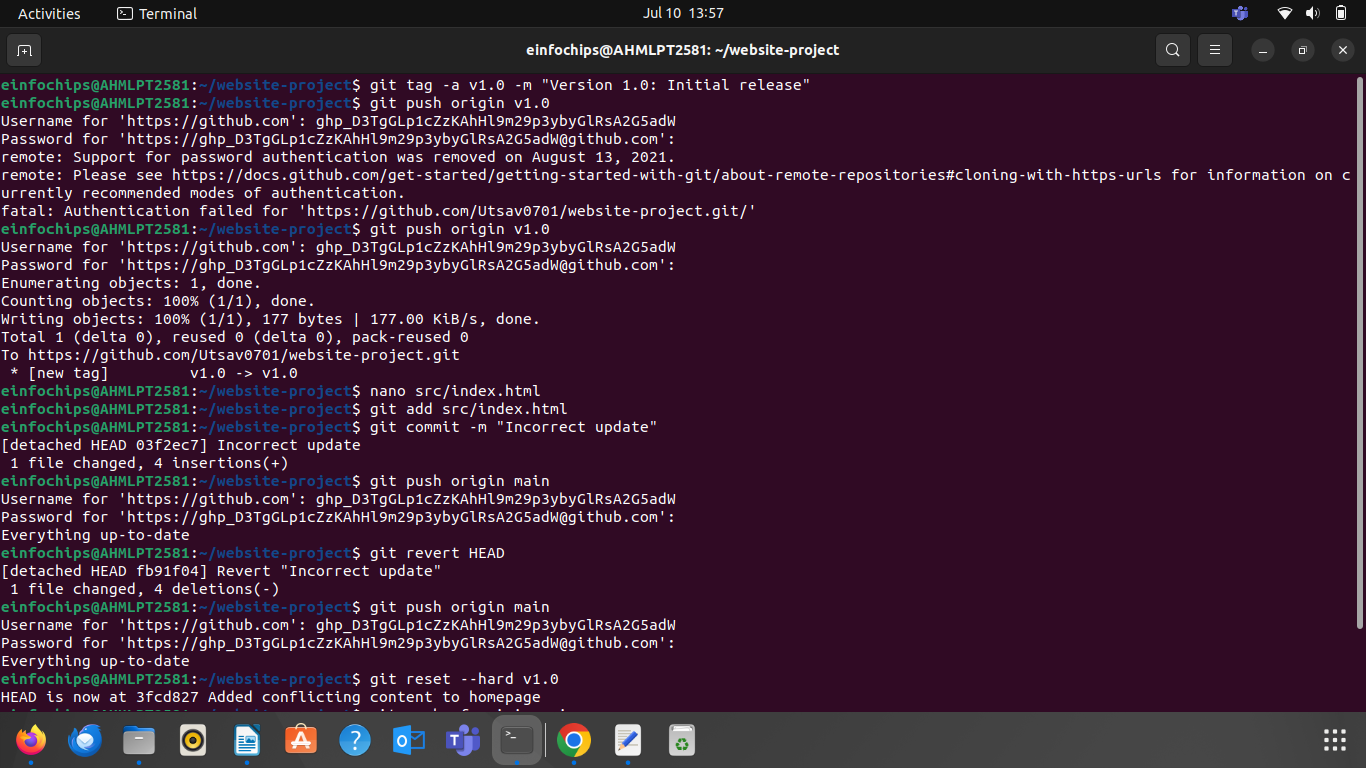 Activities
Terminal
Jul 10 13:57
einfochips@AHMLPT2581: ~/website-project
einfochips@AHMLPT2581:~/website-project$ git tag -a v1.0 -m "Version 1.0: Initial release"
einfochips@AHMLPT2581:~/website-project$ git push origin v1.0
Username for 'https://github.com': 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
Password for 'https://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@github.com':
remote: Support for password authentication was removed on August 13, 2021.
remote: Please see https://docs.github.com/get-started/getting-started-with-git/about-remote-repositories#cloning-with-https-urls for information on c
urrently recommended modes of authentication.
fatal: Authentication failed for 'https://github.com/Utsav0701/website-project.git/'
einfochips@AHMLPT2581:~/website-project$ git push origin v1.0
Username for 'https://github.com': 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
Password for 'https://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@github.com':
Enumerating objects: 1, done.
Counting objects: 100% (1/1), done.
Writing objects: 100% (1/1), 177 bytes | 177.00 KiB/s, done.
Total 1 (delta 0), reused 0 (delta 0), pack-reused 0
To https://github.com/Utsav0701/website-project.git
 * [new tag]         v1.0 -> v1.0
einfochips@AHMLPT2581:~/website-project$ nano src/index.html
einfochips@AHMLPT2581:~/website-project$ git add src/index.html
einfochips@AHMLPT2581:~/website-project$ git commit -m "Incorrect update"
[detached HEAD 03f2ec7] Incorrect update
 1 file changed, 4 insertions(+)
einfochips@AHMLPT2581:~/website-project$ git push origin main
Username for 'https://github.com': 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
Password for 'https://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@github.com':
Everything up-to-date
einfochips@AHMLPT2581:~/website-project$ git revert HEAD
[detached HEAD fb91f04] Revert "Incorrect update"
 1 file changed, 4 deletions(-)
einfochips@AHMLPT2581:~/website-project$ git push origin main
Username for 'https://github.com': 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
Password for 'https://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@github.com':
Everything up-to-date
einfochips@AHMLPT2581:~/website-project$ git reset --hard v1.0
HEAD is now at 3fcd827 Added conflicting content to homepage